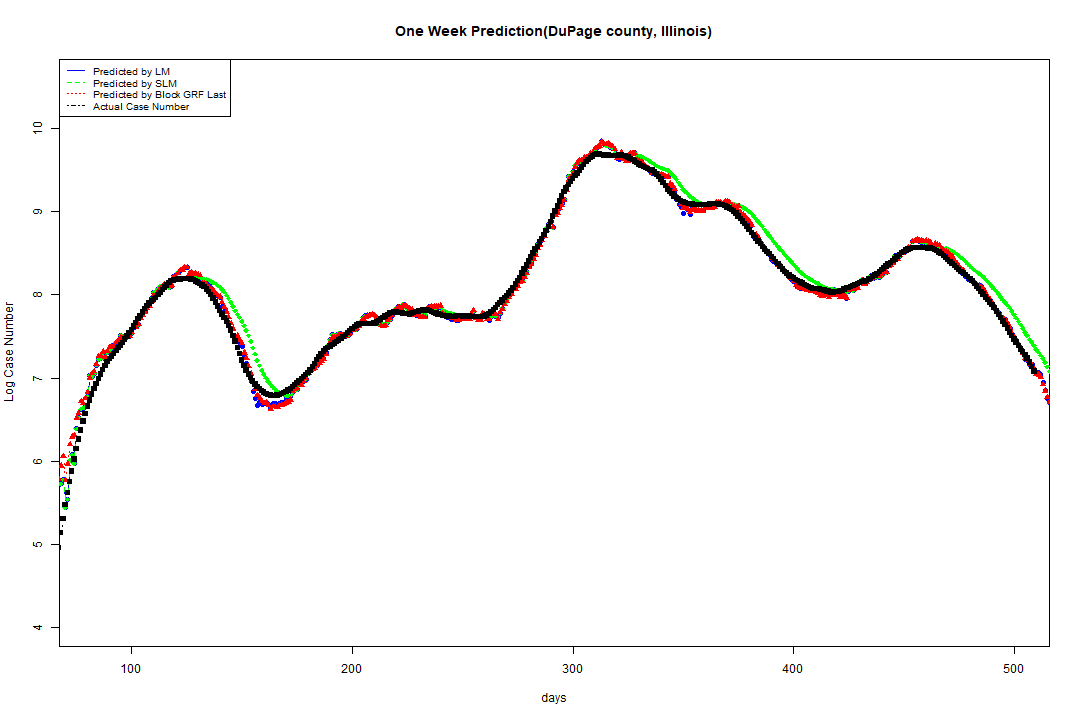 One Week Prediction(DuPage county, Illinois)
Predicted by LM
Predicted by SLM
Predicted by Block GRF Last
Actual Case Number
10
9
8
7
6
5
4
Log Case Number
100 200 300 400 500
days